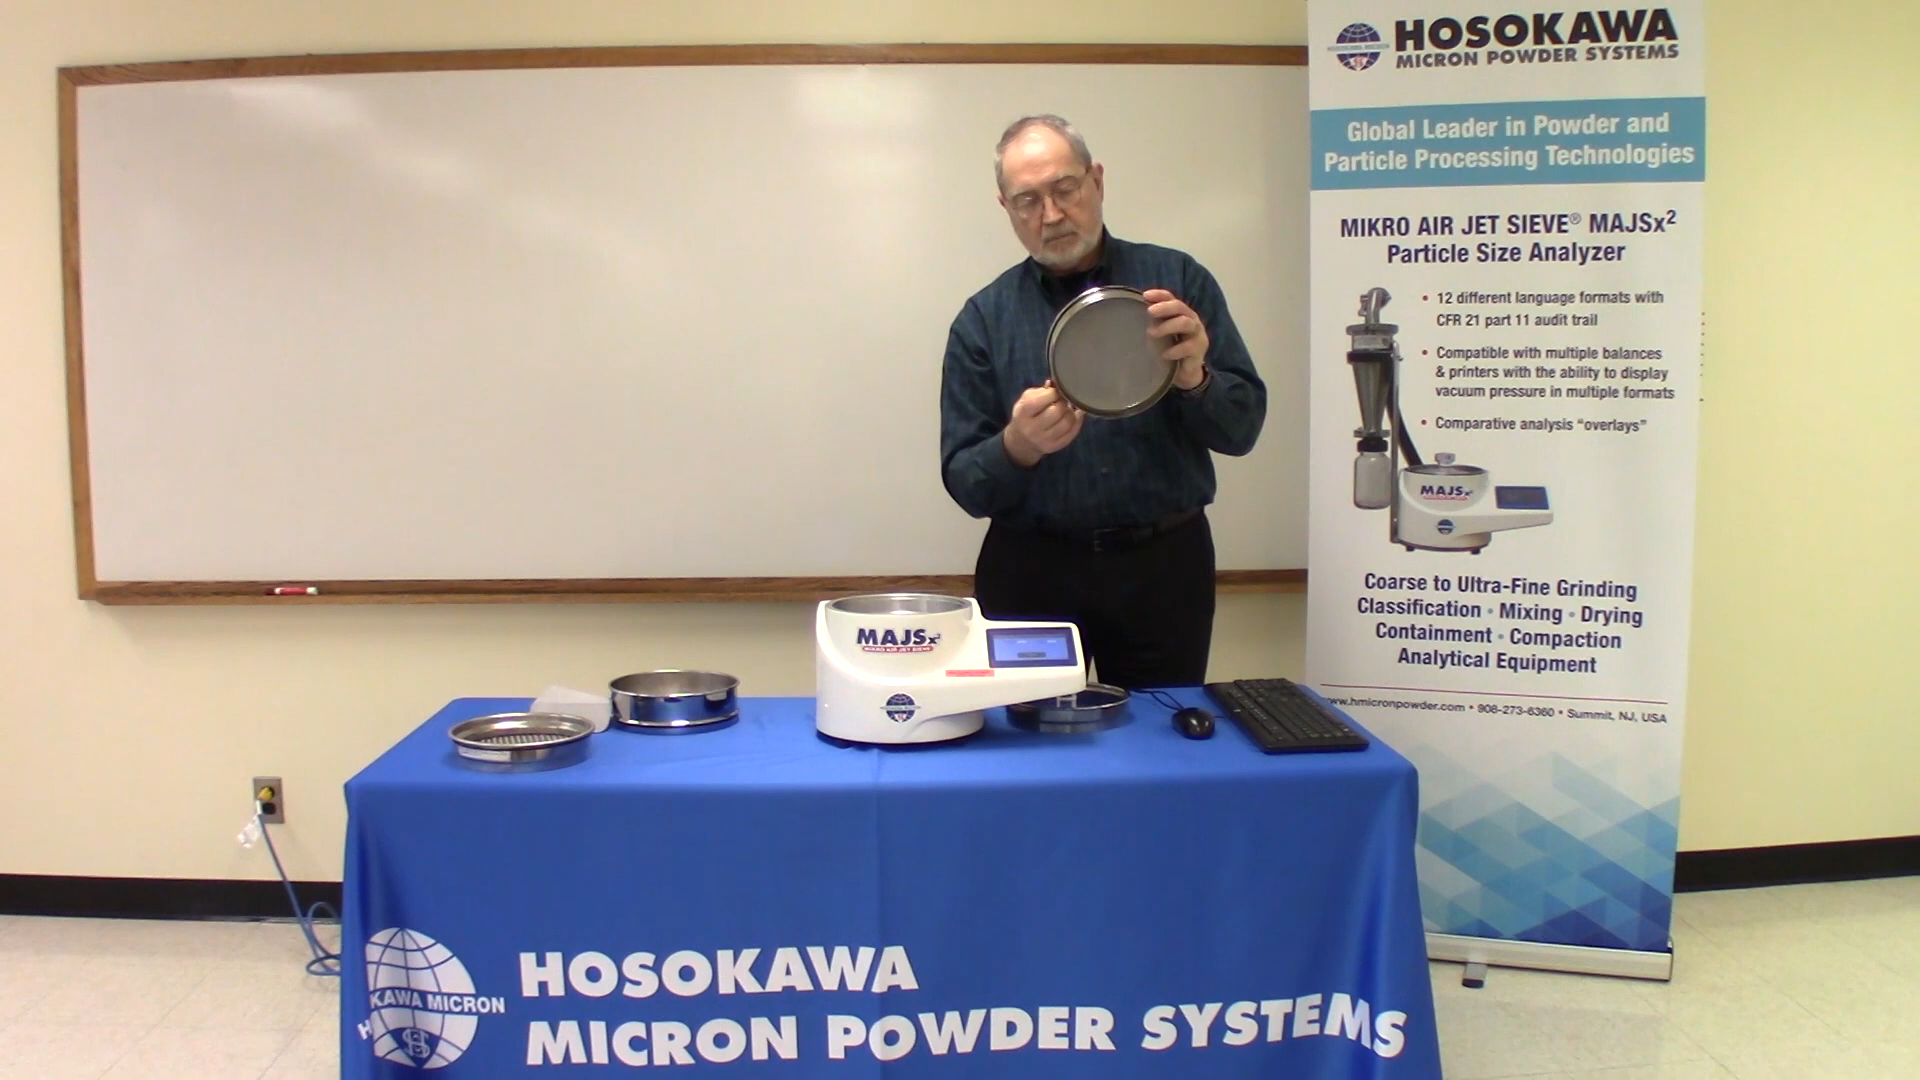 HOSOKAWA
MICRON POWDER SYSTEMS
Global Leader in Powder and
Particle Processing Technologies
MIKRO AIR JET SIEVE® MAJSx²
Particle Size Analyzer
• 12 different language formats with
CFR 21 part 11 audit trail
• Compatible with multiple balances
& printers with the ability to display
vacuum pressure in multiple formats
• Comparative analysis “overlays”
MAJSx²
Coarse to Ultra-Fine Grinding
Classification • Mixing • Drying
Containment • Compaction
Analytical Equipment
www.hmicronpowder.com • 908-273-6360 • Summit, NJ, USA
MAJSx²
MIKRO AIR JET SIEVE
KAWA MICRON
HOSOKAWA
MICRON POWDER SYSTEMS